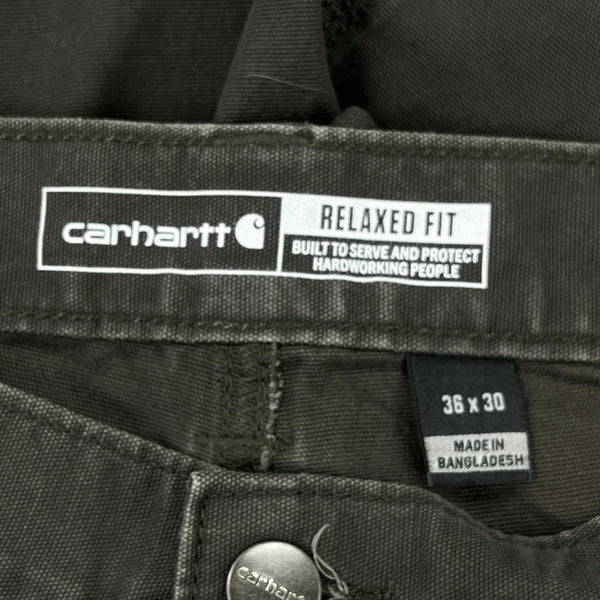 carhartt
RELAXED FIT
BUILT TO SERVE AND PROTECT
HARDWORKING PEOPLE
36 x 30
MADE IN
BANGLADESH
carhartt